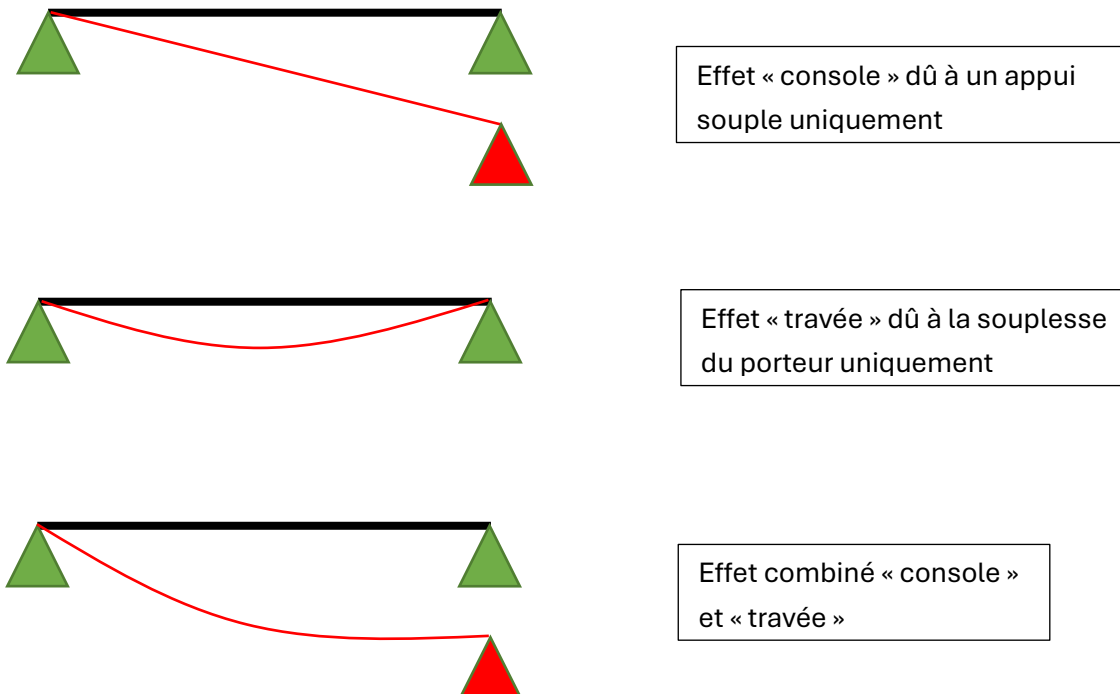 Effet « console » dû à un appui
souple uniquement
Effet « travée » dû à la souplesse
du porteur uniquement
Effet combiné « console »
et « travée »